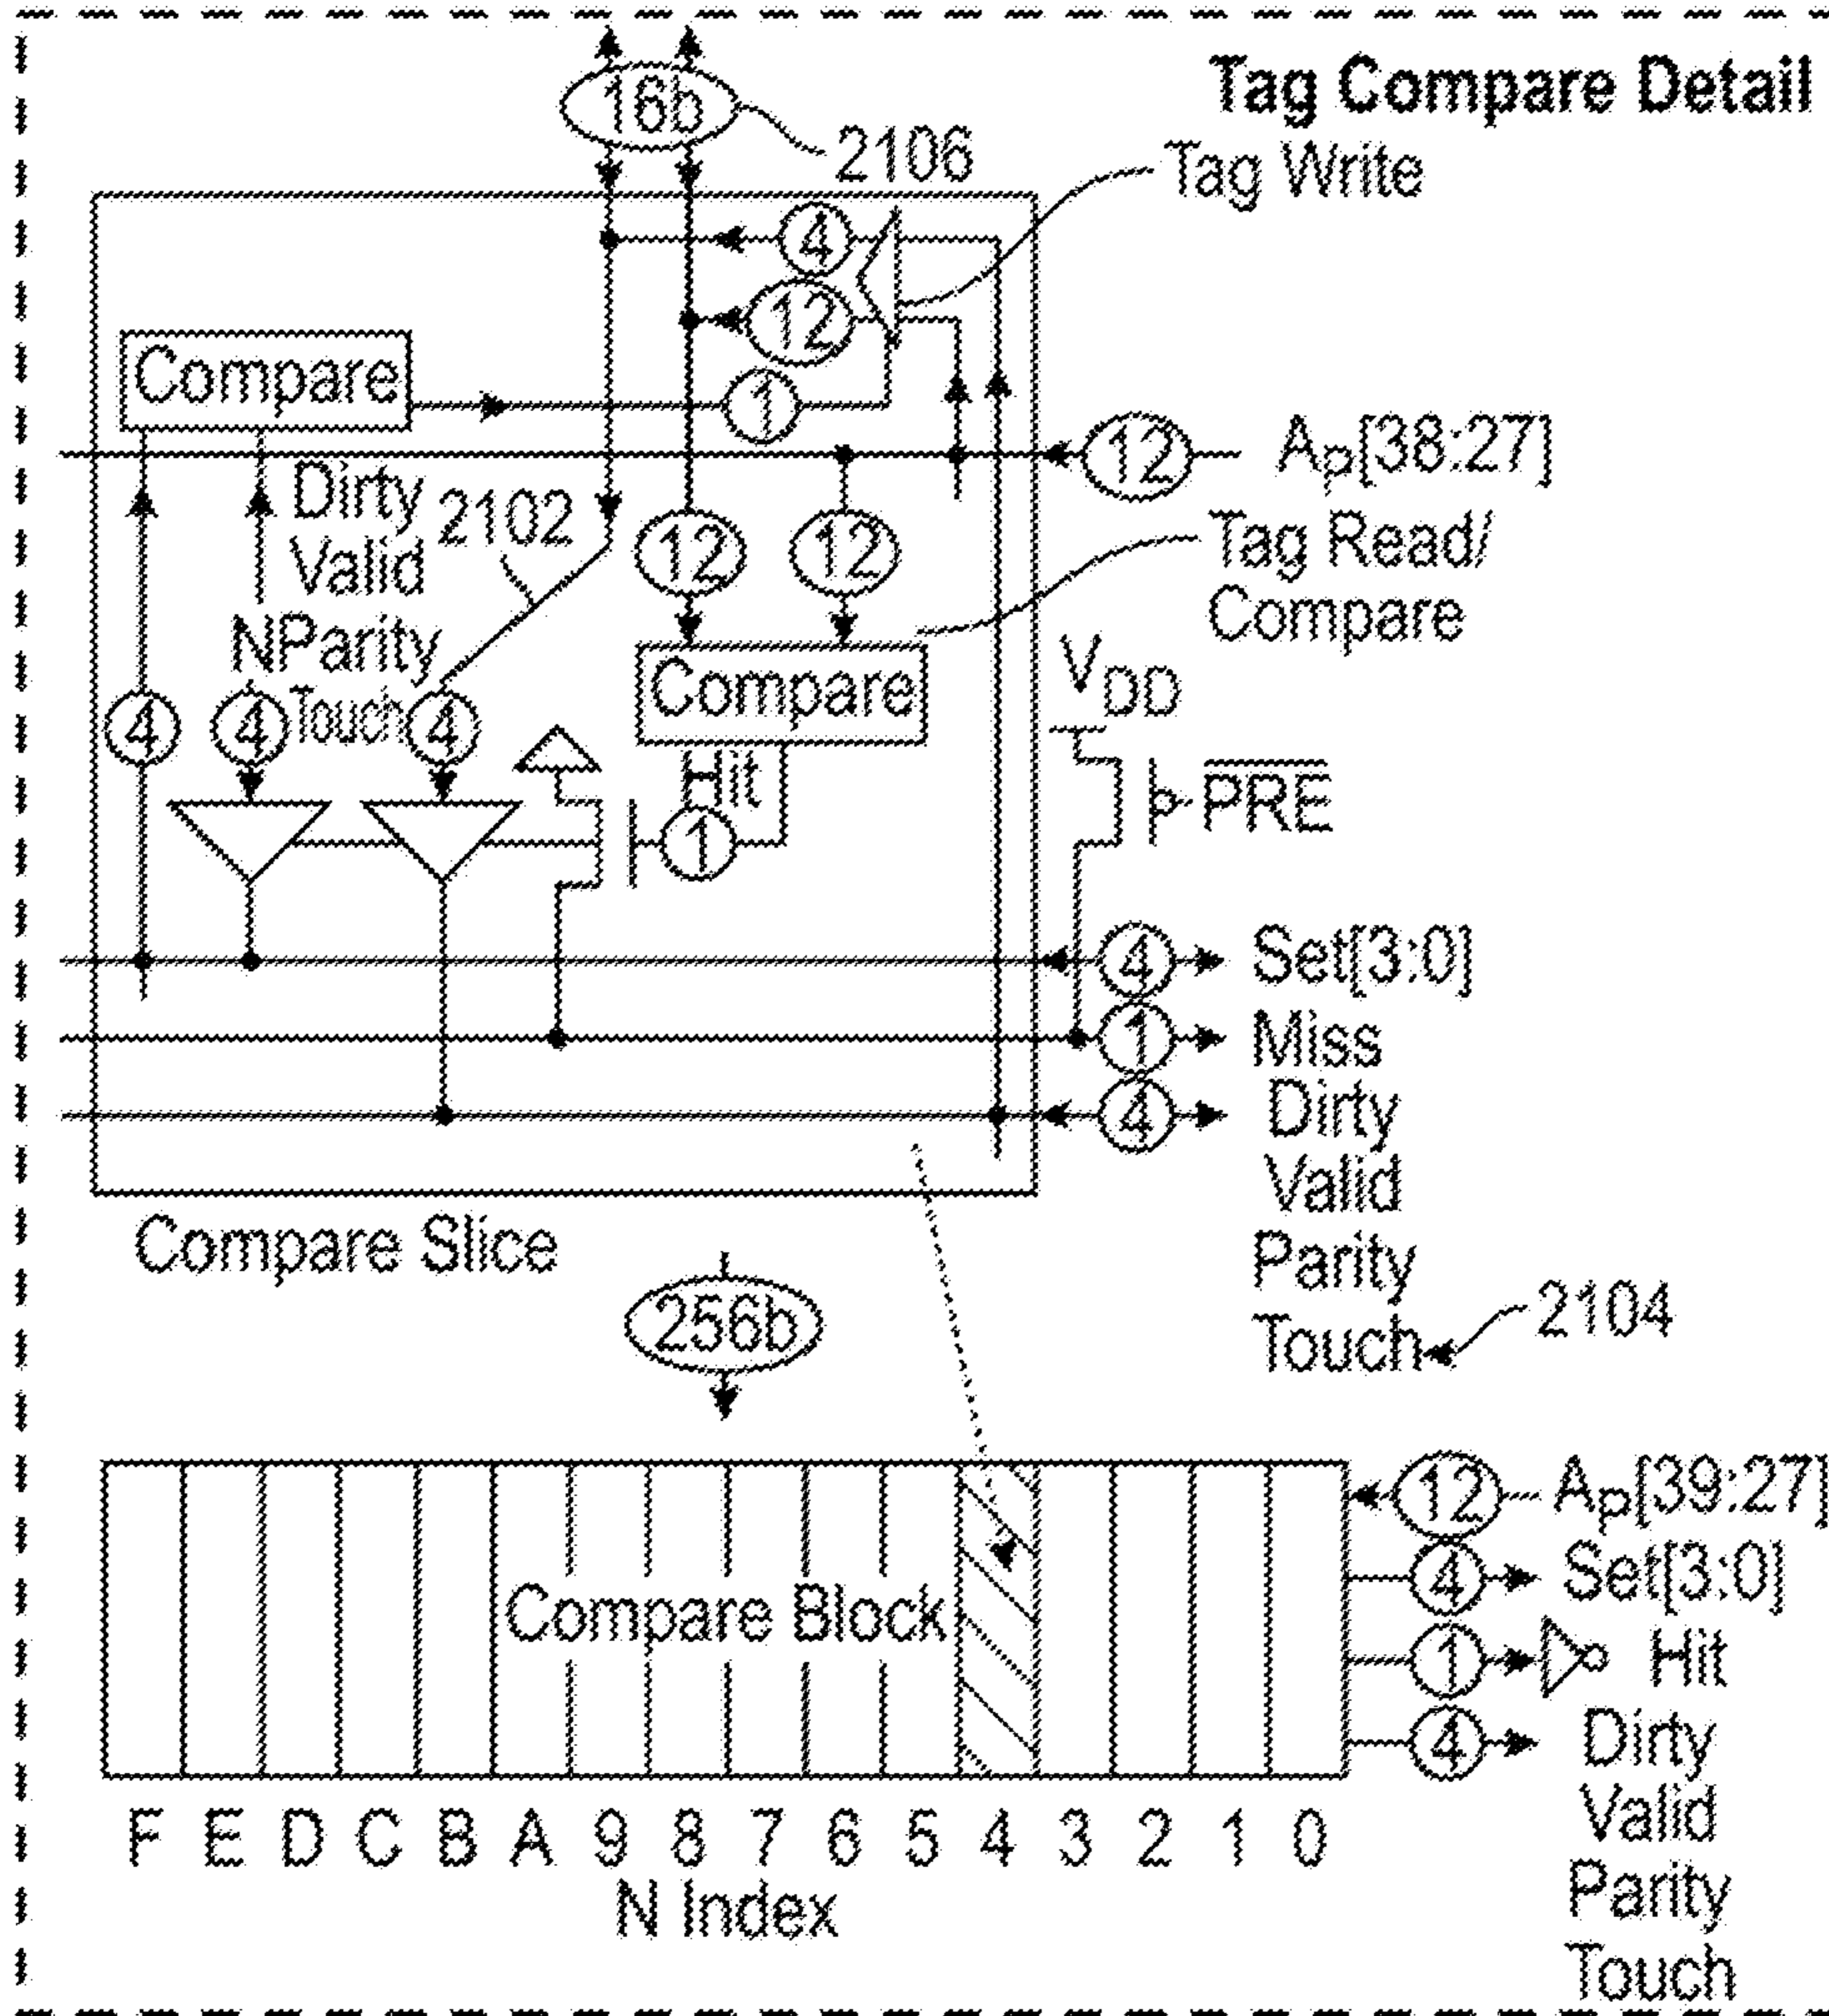 Tag Compare Detail
16b
2106
Tag Write
4
12
Compare
1
12
A_P[38:27]
Dirty
Valid
NParity
Touch
2102
12
12
Tag Read/
Compare
4
4
4
Compare
V_DD
Hit
1
PRE
4
Set[3:0]
1
Miss
4
Dirty
Valid
Parity
Touch
2104
Compare Slice
256b
12
A_P[39:27]
4
Set[3:0]
Compare Block
1
Hit
4
Dirty
Valid
Parity
Touch
F E D C B A 9 8 7 6 5 4 3 2 1 0
N Index